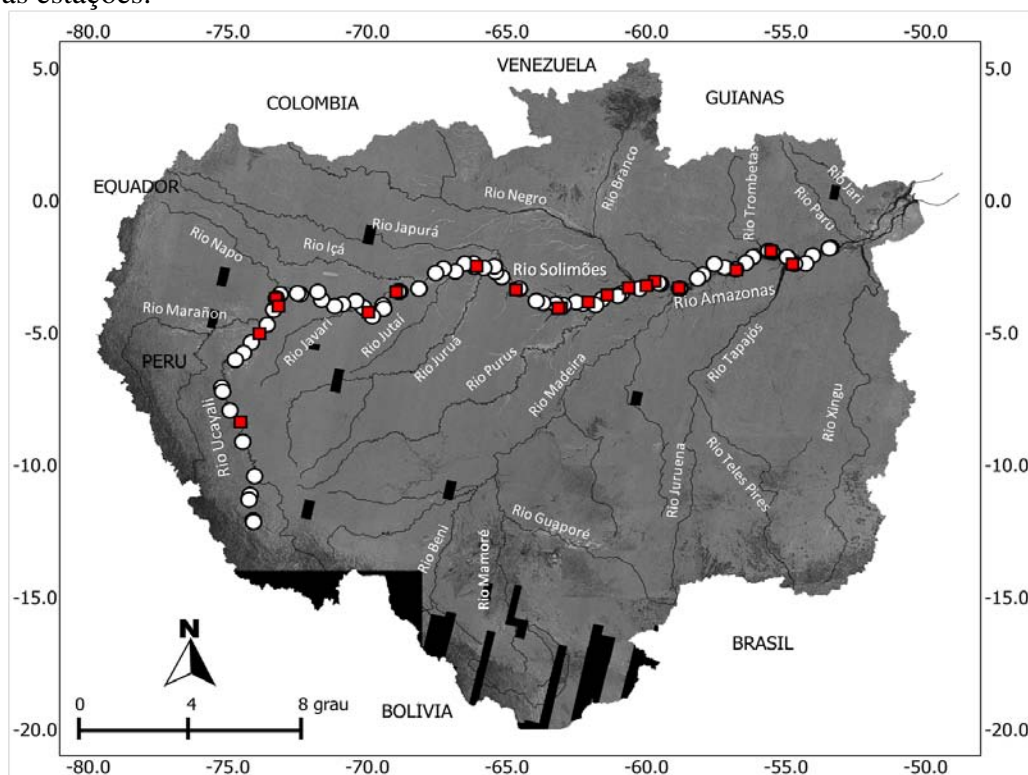 as estações.
-80.0 -75.0 -70.0 -65.0 -60.0 -55.0 -50.0
VENEZUELA
5.0 5.0
COLOMBIA GUIANAS
EQUADOR
Rio Negro
Rio Branco
Rio Trombetas
Rio Jari
Rio Paru
0.0 0.0
Rio Napo
Rio Içá
Rio Japurá
Rio Solimões
Rio Amazonas
Rio Marañon
PERU
Rio Javari
Rio Jutaí
Rio Juruá
Rio Purus
Rio Madeira
Rio Tapajós
Rio Xingu
-5.0 -5.0
Rio Ucayali
Rio Juruena
Rio Teles Pires
-10.0 -10.0
Rio Beni
Rio Mamoré
Rio Guaporé
-15.0 -15.0
N
BRASIL
0 4 8 grau
BOLIVIA
-20.0 -20.0
-80.0 -75.0 -70.0 -65.0 -60.0 -55.0 -50.0